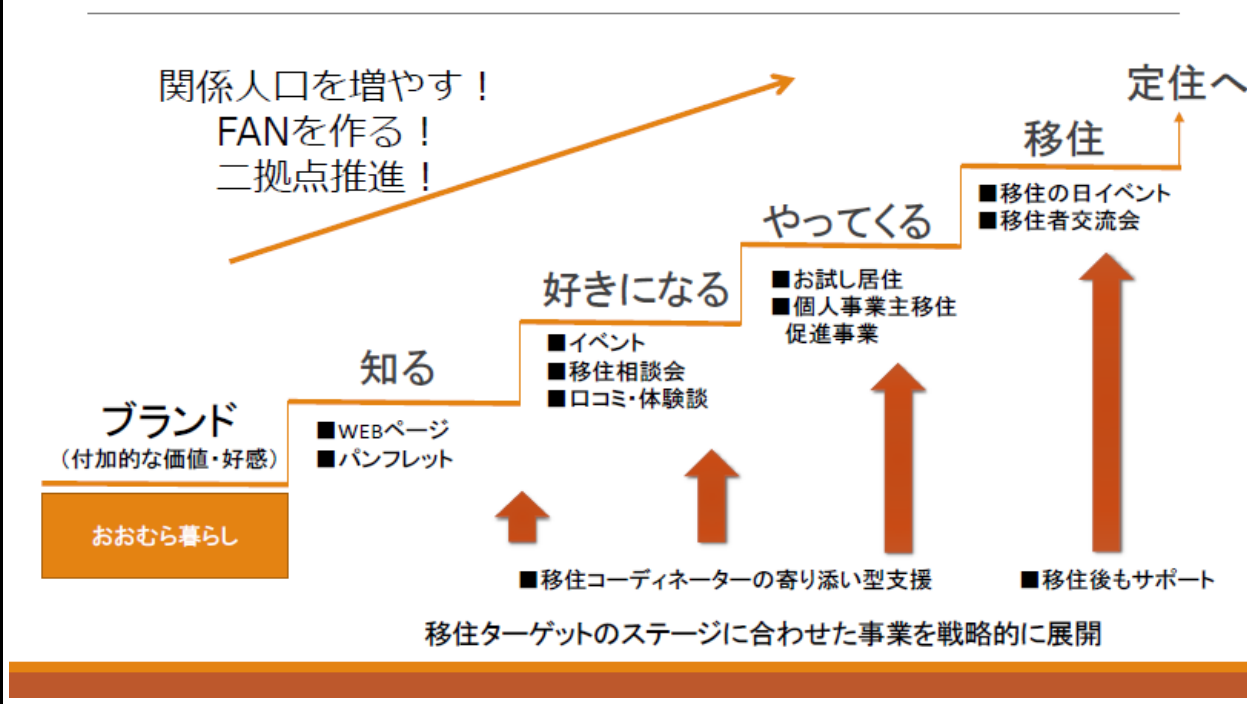 関係人口を増やす！
FANを作る！
二拠点推進！
定住へ
移住
■移住の日イベント
■移住者交流会
やってくる
■お試し居住
■個人事業主移住
促進事業
好きになる
■イベント
■移住相談会
■口コミ・体験談
知る
■WEBページ
■パンフレット
ブランド
（付加的な価値・好感）
おおむら暮らし
■移住コーディネーターの寄り添い型支援
■移住後もサポート
移住ターゲットのステージに合わせた事業を戦略的に展開